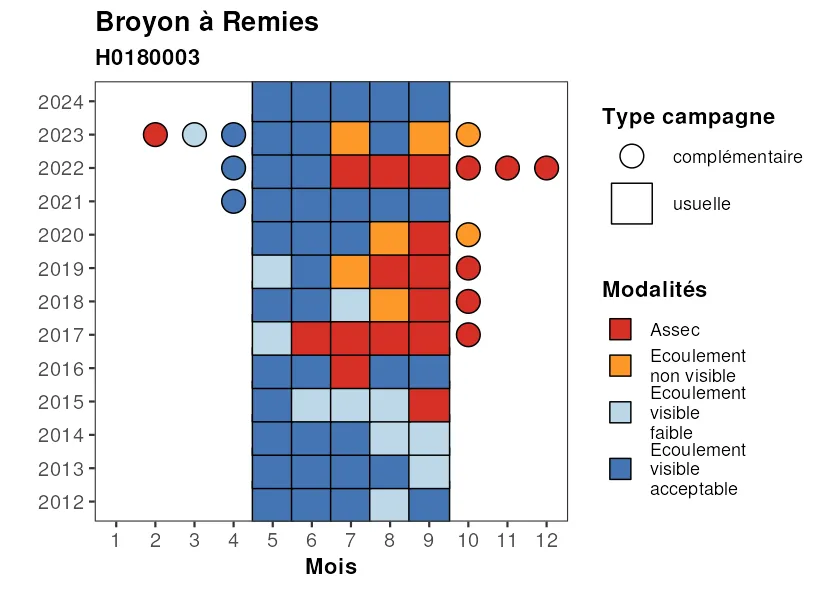 Broyon à Remies
H0180003
2024
2023
2022
2021
2020
2019
2018
2017
2016
2015
2014
2013
2012
1 2 3 4 5 6 7 8 9 10 11 12
Mois
Type campagne
complémentaire
usuelle
Modalités
Assec
Ecoulement
non visible
Ecoulement
visible
faible
Ecoulement
visible
acceptable